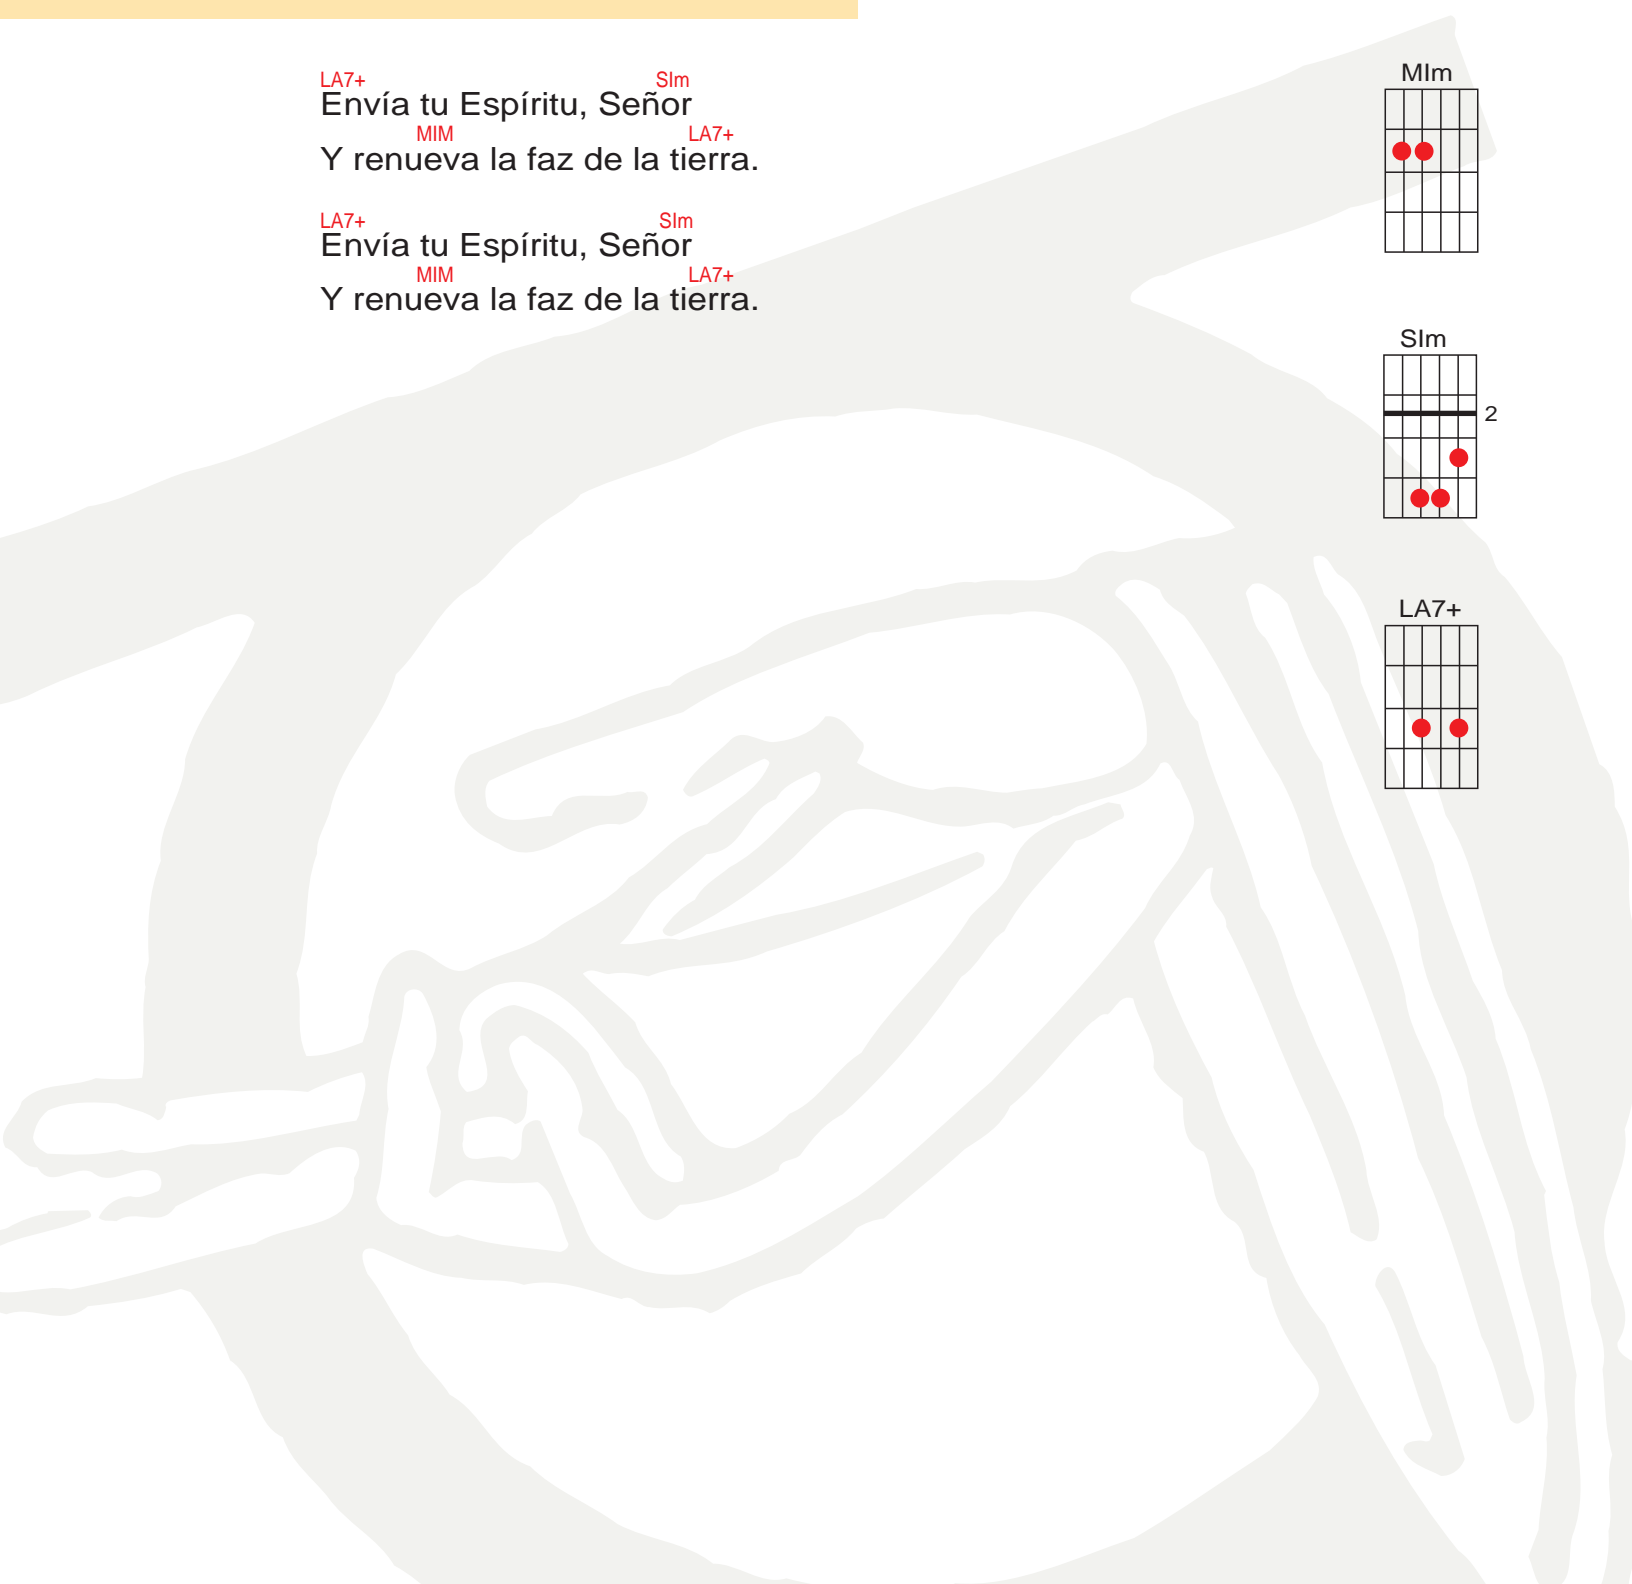 LA7+ SIm
Envía tu Espíritu, Señor
MIM LA7+
Y renueva la faz de la tierra.
LA7+ SIm
Envía tu Espíritu, Señor
MIM LA7+
Y renueva la faz de la tierra.
MIm
SIm
2
LA7+